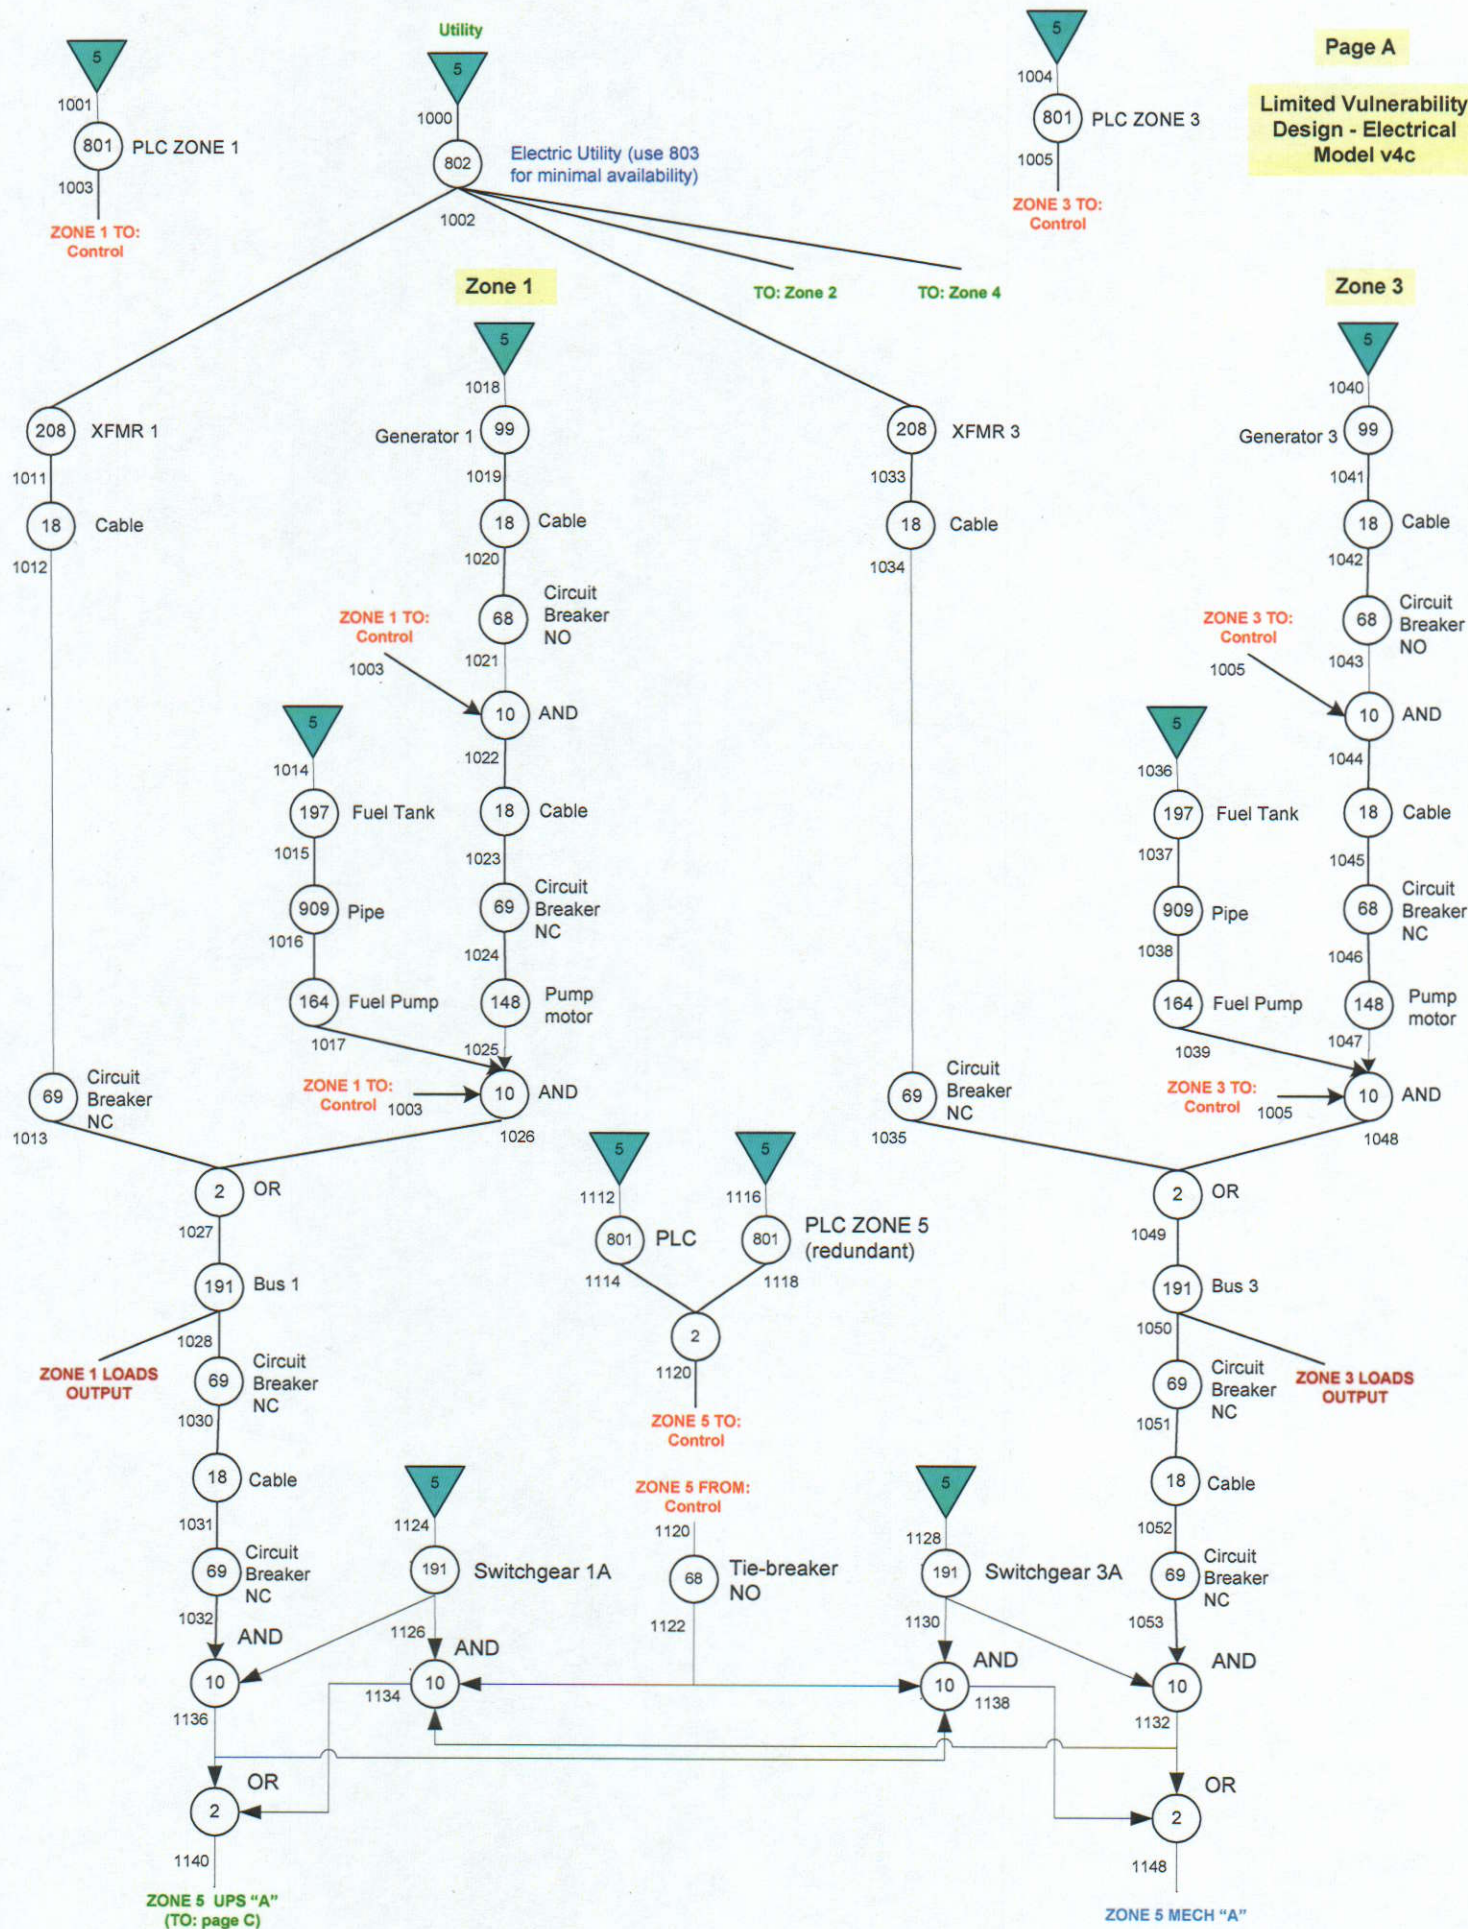 Utility
5
5
5
Page A
1001
1000
1004
801 PLC ZONE 1
802
Electric Utility (use 803
for minimal availability)
801 PLC ZONE 3
Limited Vulnerability
Design - Electrical
Model v4c
1003
1002
1005
ZONE 1 TO:
Control
ZONE 3 TO:
Control
Zone 1
TO: Zone 2
TO: Zone 4
Zone 3
5
5
1018
1040
208 XFMR 1
Generator 1 99
208 XFMR 3
Generator 3 99
1011
1019
1033
1041
18 Cable
18 Cable
18 Cable
18 Cable
1012
1020
1034
1042
68
Circuit
Breaker
NO
68
Circuit
Breaker
NO
ZONE 1 TO:
Control
ZONE 3 TO:
Control
1003
1021
1005
1043
5
10 AND
5
10 AND
1014
1022
1036
1044
197 Fuel Tank
18 Cable
197 Fuel Tank
18 Cable
1015
1023
1037
1045
909 Pipe
69
Circuit
Breaker
NC
909 Pipe
68
Circuit
Breaker
NC
1016
1024
1038
1046
164 Fuel Pump
148
Pump
motor
164 Fuel Pump
148
Pump
motor
1017
1025
1039
1047
69
Circuit
Breaker
NC
ZONE 1 TO:
Control
1003
10 AND
69
Circuit
Breaker
NC
ZONE 3 TO:
Control
1005
10 AND
1013
1026
1035
1048
5
5
2 OR
1112
1116
2 OR
1027
801 PLC
801
PLC ZONE 5
(redundant)
1049
191 Bus 1
1114
1118
191 Bus 3
1028
2
1050
ZONE 1 LOADS
OUTPUT
69
Circuit
Breaker
NC
1120
69
Circuit
Breaker
NC
ZONE 3 LOADS
OUTPUT
1030
ZONE 5 TO:
Control
1051
18 Cable
5
ZONE 5 FROM:
Control
5
18 Cable
1031
1124
1120
1128
1052
69
Circuit
Breaker
NC
191 Switchgear 1A
68
Tie-breaker
NO
191 Switchgear 3A
69
Circuit
Breaker
NC
1032
1126
1122
1130
1053
AND
AND
AND
AND
10
1134
10
10
1138
10
1136
1132
OR
OR
2
2
1140
1148
ZONE 5 UPS "A"
(TO: page C)
ZONE 5 MECH "A"